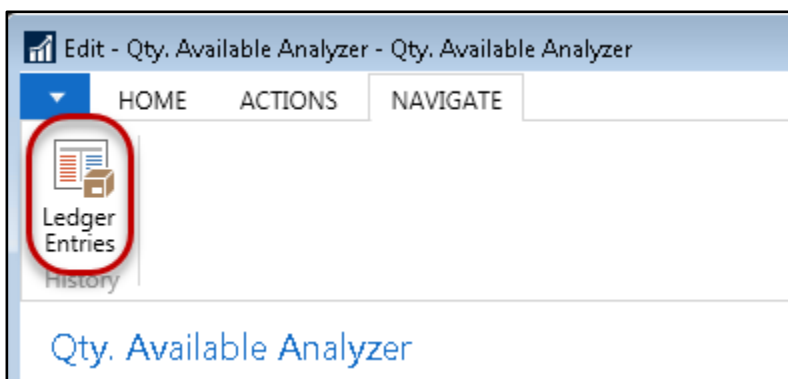 Edit - Qty. Available Analyzer - Qty. Available Analyzer
HOME ACTIONS NAVIGATE
Ledger
Entries
History
Qty. Available Analyzer